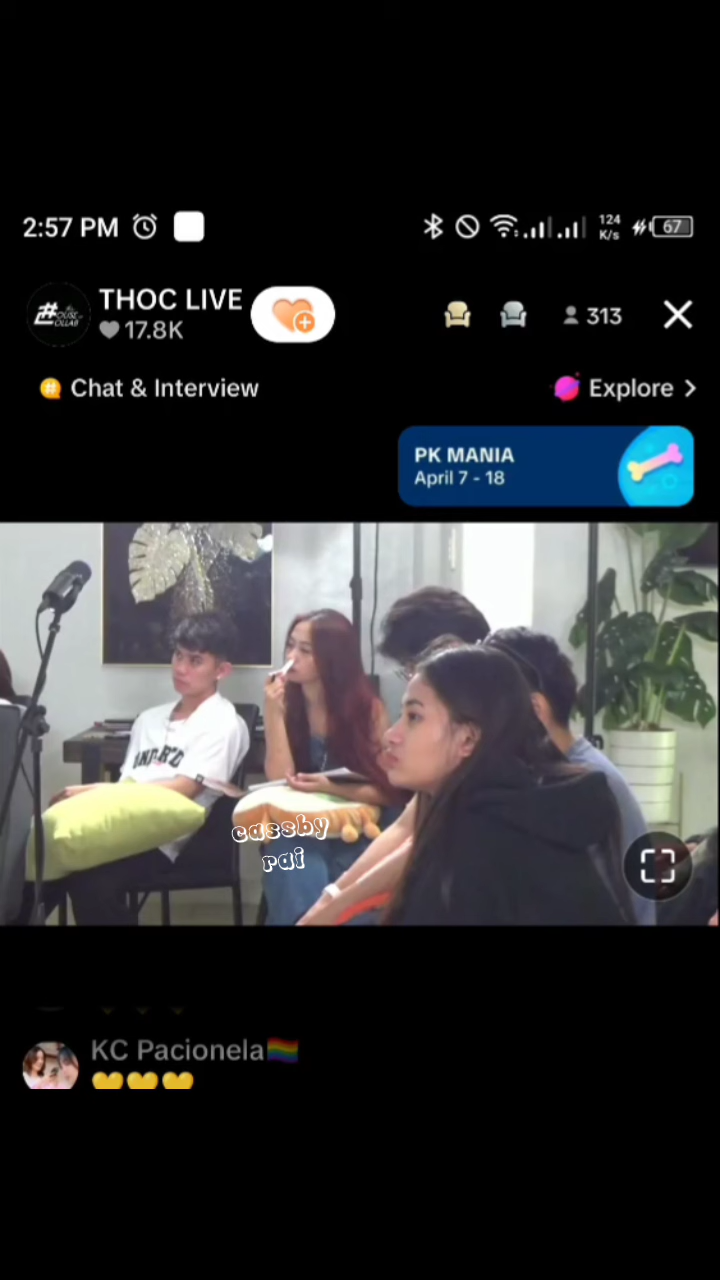 2:57 PM
124
K/s
67
#
THOC LIVE
17.8K
313
Chat & Interview
Explore >
PK MANIA
April 7 - 18
cassby
rai
KC Pacionela🏳️‍🌈
💛💛💛